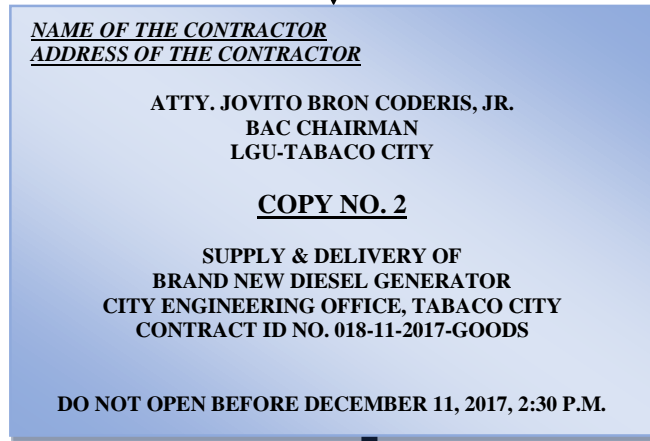 NAME OF THE CONTRACTOR
ADDRESS OF THE CONTRACTOR
ATTY. JOVITO BRON CODERIS, JR.
BAC CHAIRMAN
LGU-TABACO CITY
COPY NO. 2
SUPPLY & DELIVERY OF
BRAND NEW DIESEL GENERATOR
CITY ENGINEERING OFFICE, TABACO CITY
CONTRACT ID NO. 018-11-2017-GOODS
DO NOT OPEN BEFORE DECEMBER 11, 2017, 2:30 P.M.